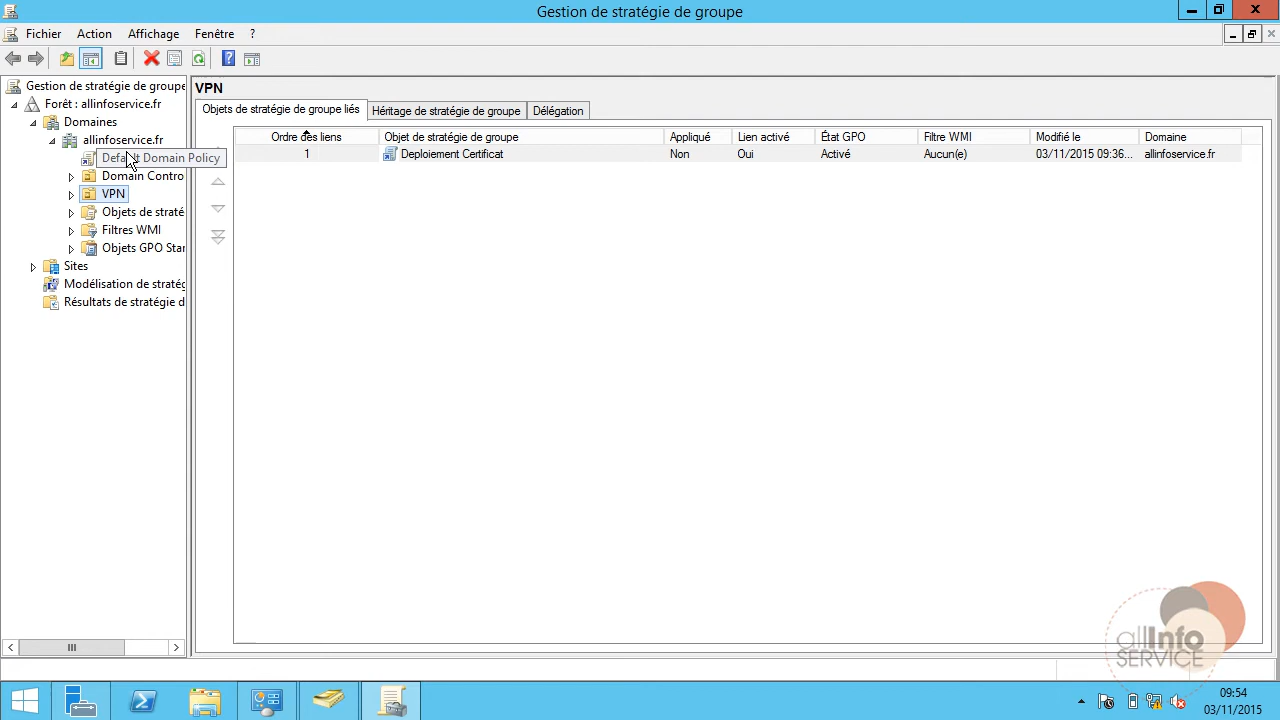 Gestion de stratégie de groupe
Fichier Action Affichage Fenêtre ?
Gestion de stratégie de groupe
Forêt : allinfoservice.fr
Domaines
allinfoservice.fr
Default Domain Policy
Domain Contro
VPN
Objets de straté
Filtres WMI
Objets GPO Star
Sites
Modélisation de stratég
Résultats de stratégie d
VPN
Objets de stratégie de groupe liés Héritage de stratégie de groupe Délégation
Ordre des liens Objet de stratégie de groupe Appliqué Lien activé État GPO Filtre WMI Modifié le Domaine
1 Deploiement Certificat Non Oui Activé Aucun(e) 03/11/2015 09:36... allinfoservice.fr
allInfo
SERVICE
09:54
03/11/2015